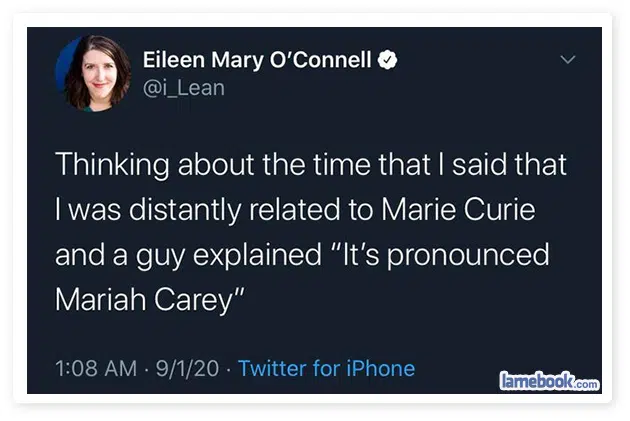 Eileen Mary O’Connell
@i_Lean
Thinking about the time that I said that
I was distantly related to Marie Curie
and a guy explained “It’s pronounced
Mariah Carey”
1:08 AM · 9/1/20 · Twitter for iPhone
lamebook.com